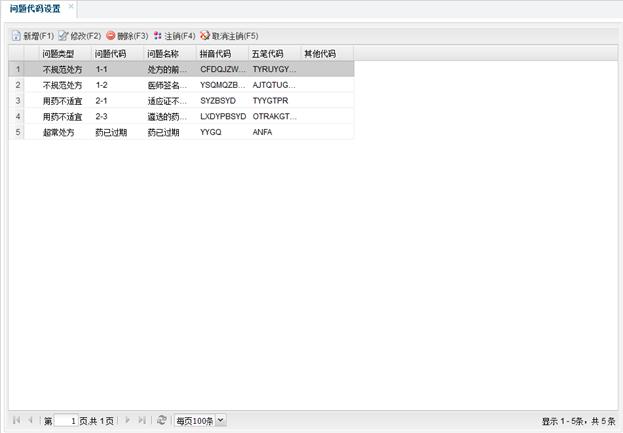 问题代码设置
新增(F1) 修改(F2) 删除(F3) 注销(F4) 取消注销(F5)
问题类型 问题代码 问题名称 拼音代码 五笔代码 其他代码
1 不规范处方 1-1 处方的前... CFDQJZW... TYRUYGY...
2 不规范处方 1-2 医师签名... YSQMQZB... AJTQTUG...
3 用药不适宜 2-1 适应证不... SYZBSYD TYYGTPR
4 用药不适宜 2-3 遴选的药... LXDYPBSYD OTRAKGT...
5 超常处方 药已过期 药已过期 YYGQ ANFA
第 1 页,共 1 页 每页100条 显示 1 - 5条，共 5 条